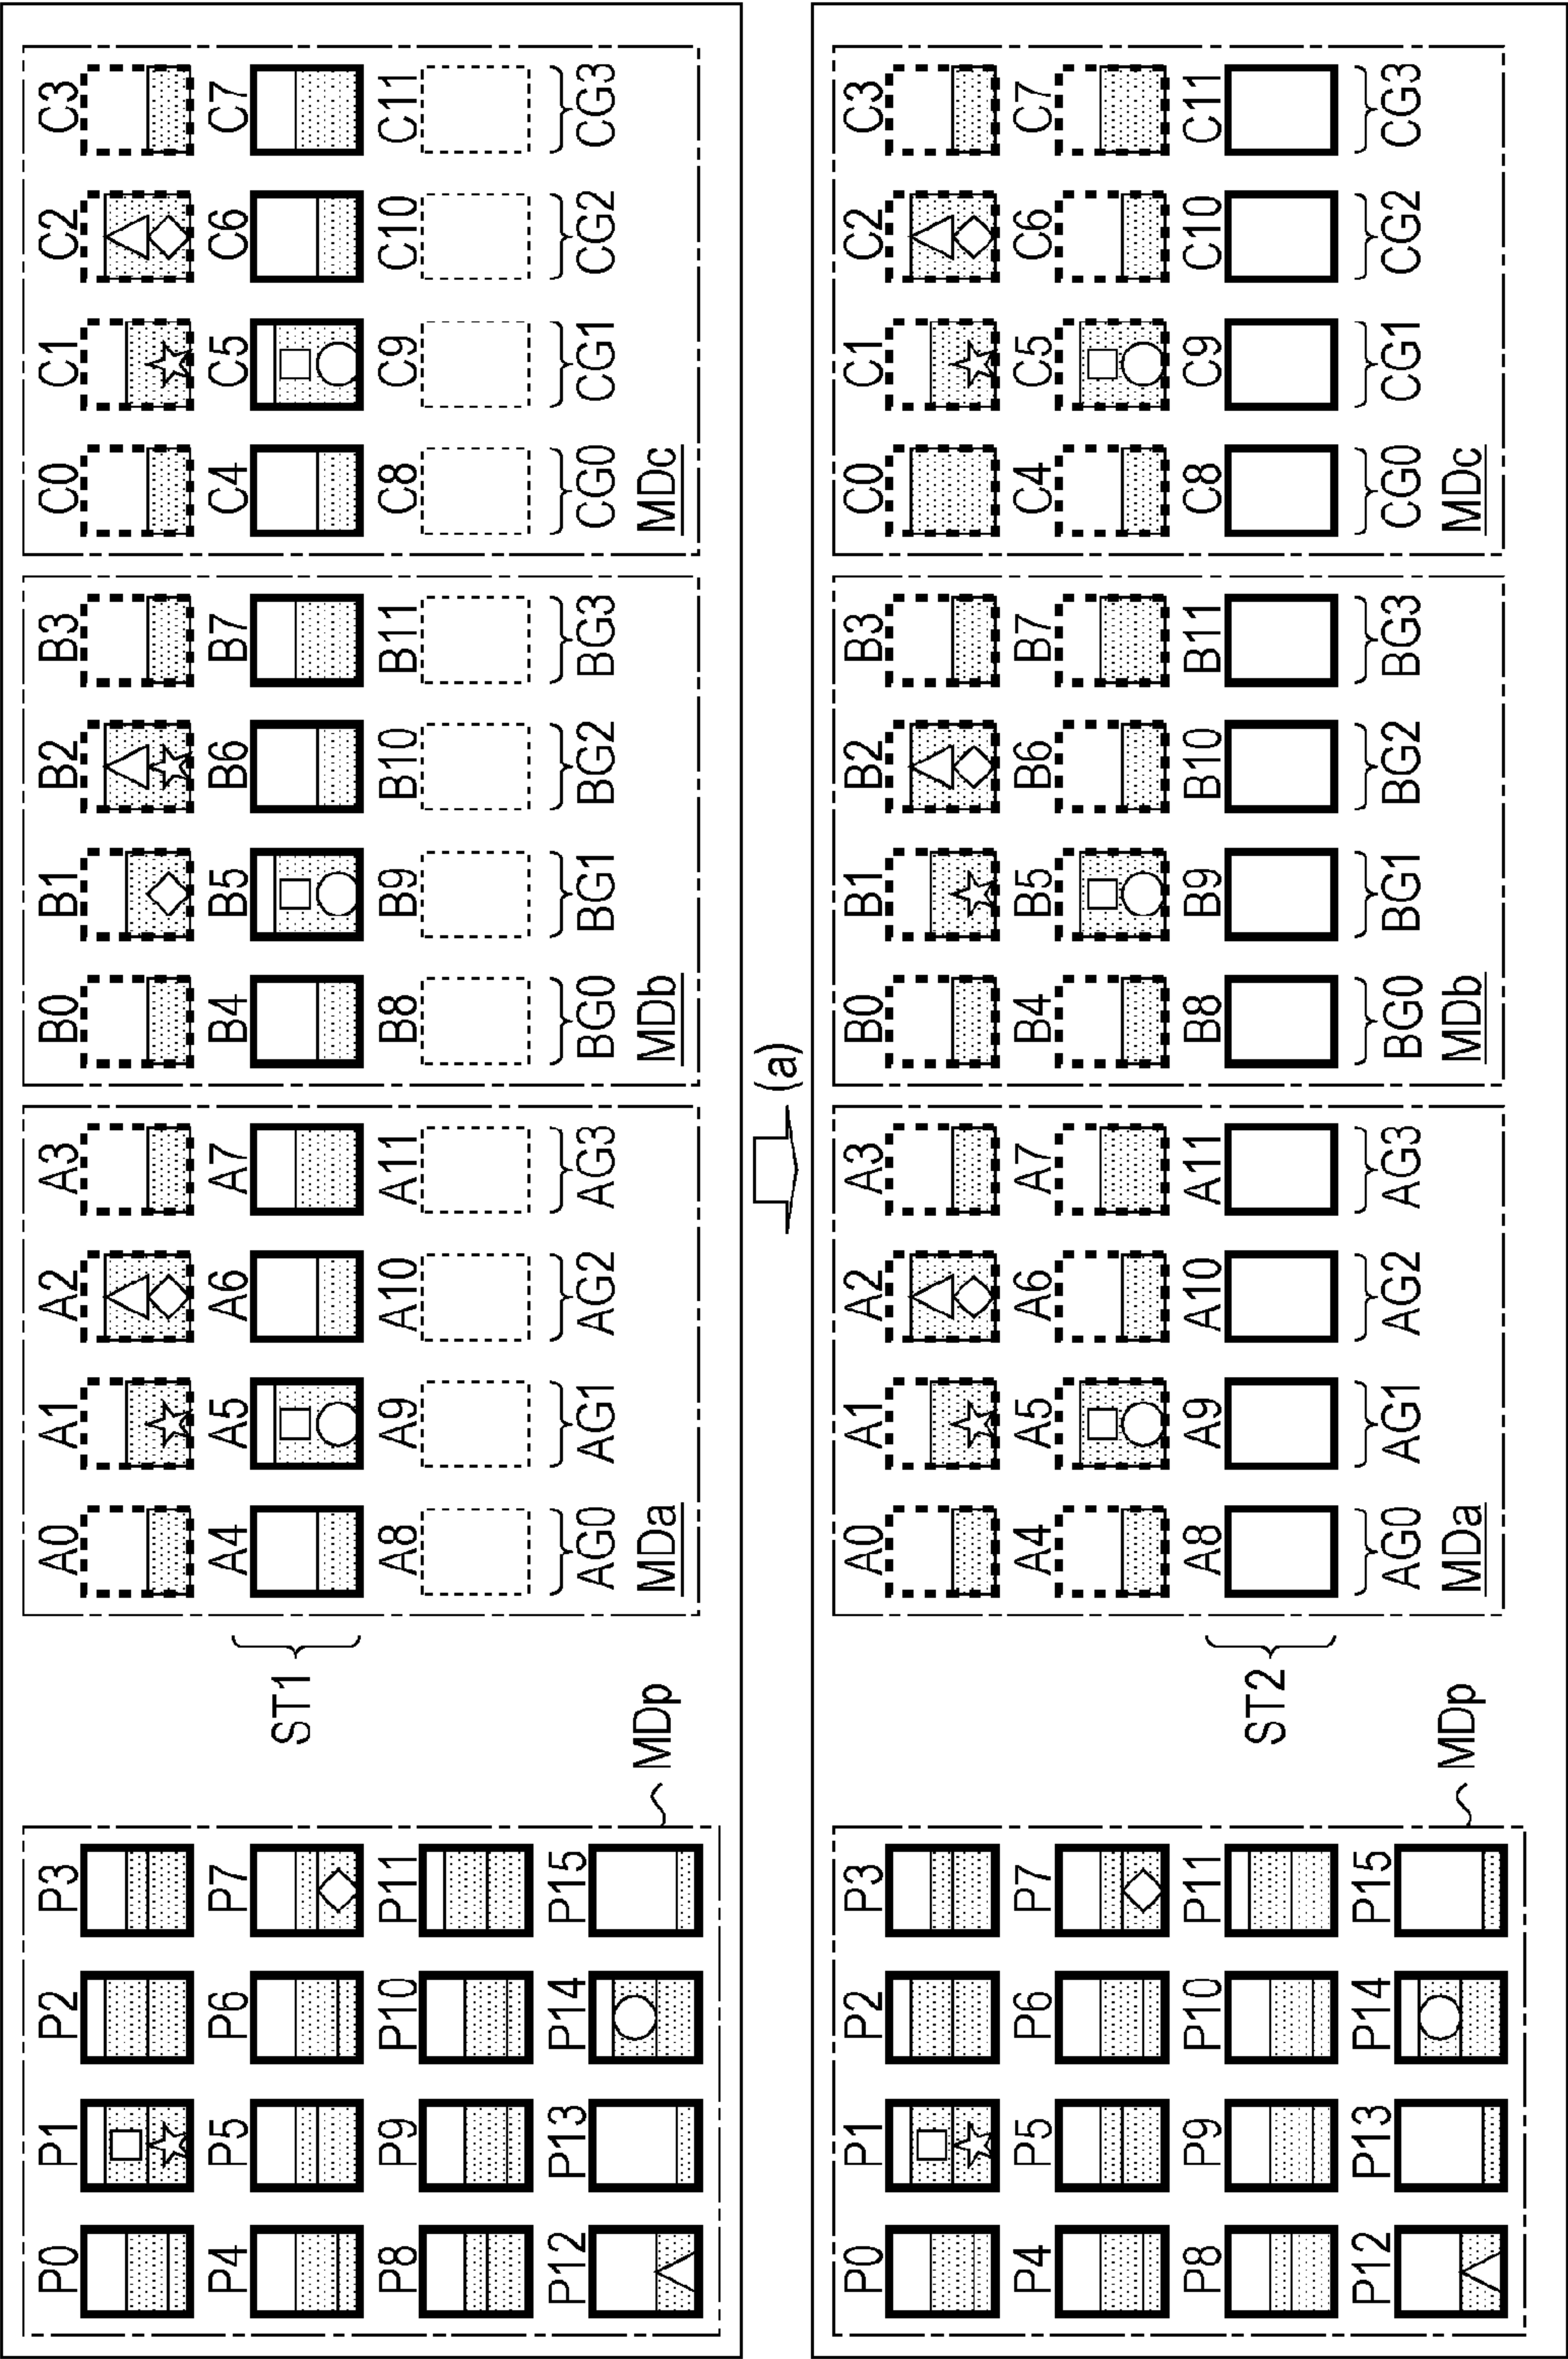 P0 P1 P2 P3 A0 A1 A2 A3 B0 B1 B2 B3 C0 C1 C2 C3
P4 P5 P6 P7 A4 A5 A6 A7 B4 B5 B6 B7 C4 C5 C6 C7
ST1
P8 P9 P10 P11 A8 A9 A10 A11 B8 B9 B10 B11 C8 C9 C10 C11
P12 P13 P14 P15 AG0 AG1 AG2 AG3 BG0 BG1 BG2 BG3 CG0 CG1 CG2 CG3
MDp MDa MDb MDc
(a)
P0 P1 P2 P3 A0 A1 A2 A3 B0 B1 B2 B3 C0 C1 C2 C3
P4 P5 P6 P7 A4 A5 A6 A7 B4 B5 B6 B7 C4 C5 C6 C7
P8 P9 P10 P11 A8 A9 A10 A11 B8 B9 B10 B11 C8 C9 C10 C11
ST2
P12 P13 P14 P15 AG0 AG1 AG2 AG3 BG0 BG1 BG2 BG3 CG0 CG1 CG2 CG3
MDp MDa MDb MDc